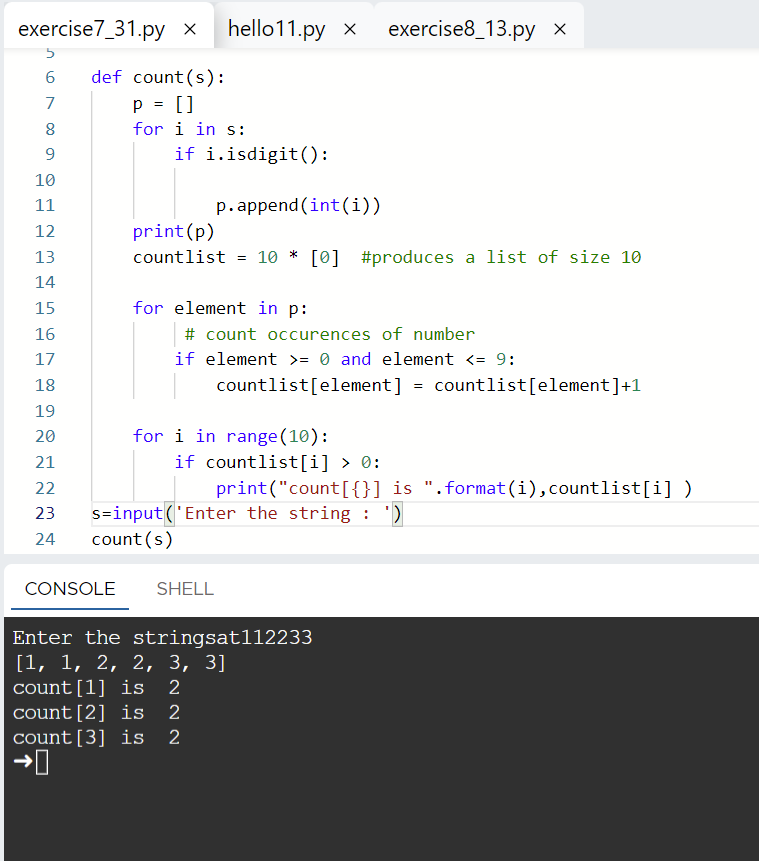 exercise7_31.py × hello11.py × exercise8_13.py ×
5
6 def count(s):
7 p = []
8 for i in s:
9 if i.isdigit():
10
11 p.append(int(i))
12 print(p)
13 countlist = 10 * [0]  #produces a list of size 10
14
15 for element in p:
16 # count occurences of number
17 if element >= 0 and element <= 9:
18 countlist[element] = countlist[element]+1
19
20 for i in range(10):
21 if countlist[i] > 0:
22 print("count[{}] is ".format(i),countlist[i] )
23 s=input('Enter the string : ')
24 count(s)
CONSOLE SHELL
Enter the stringsat112233
[1, 1, 2, 2, 3, 3]
count[1] is  2
count[2] is  2
count[3] is  2
➜